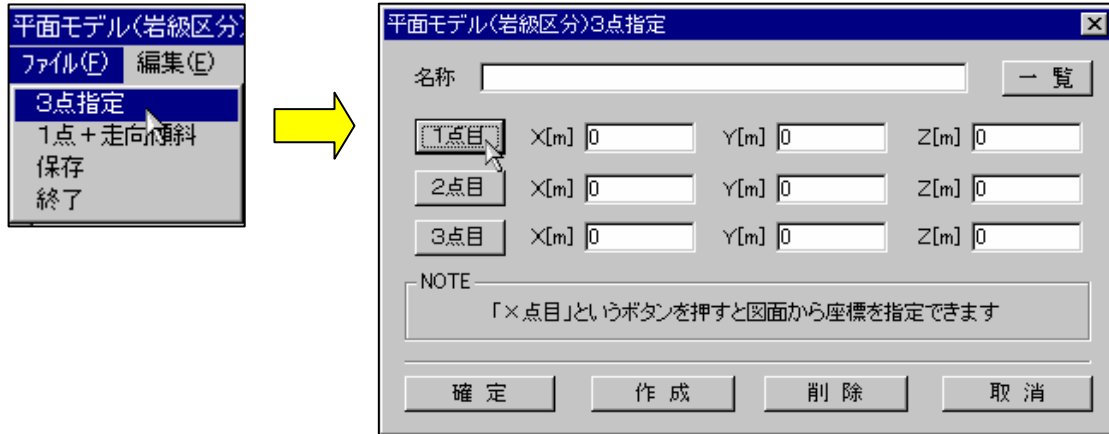 平面モデル(岩級区分)
ファイル(F) 編集(E)
3点指定
1点+走向傾斜
保存
終了
平面モデル(岩級区分)3点指定
名称
一 覧
1点目 X[m] 0 Y[m] 0 Z[m] 0
2点目 X[m] 0 Y[m] 0 Z[m] 0
3点目 X[m] 0 Y[m] 0 Z[m] 0
NOTE
「×点目」というボタンを押すと図面から座標を指定できます
確 定 作 成 削 除 取 消